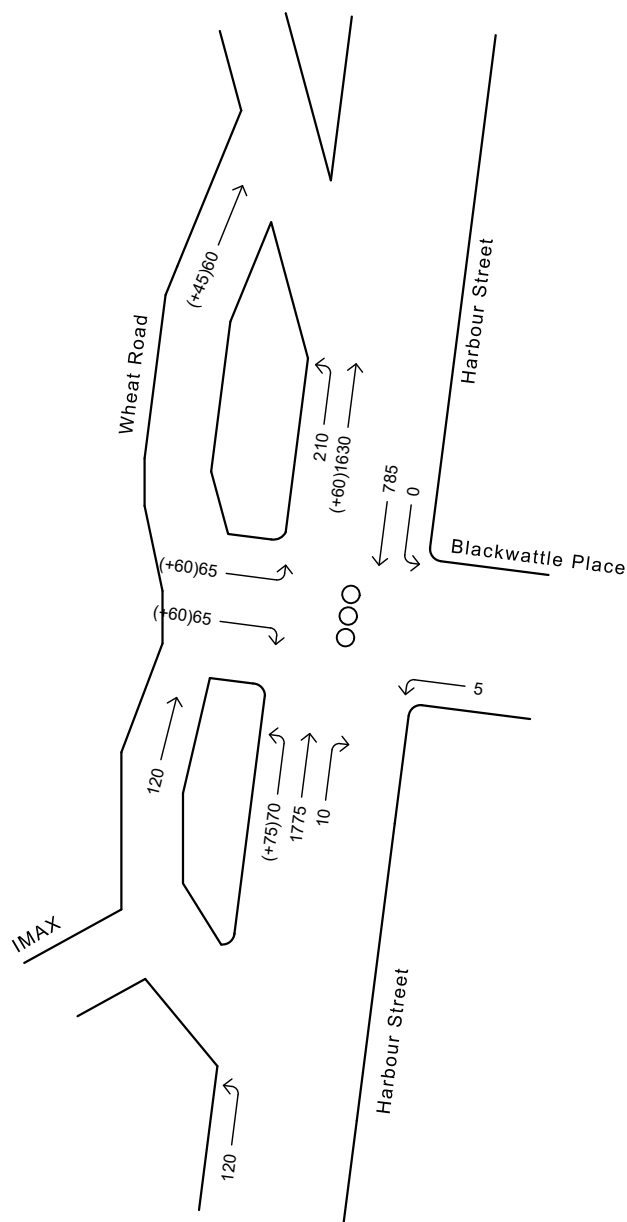 (+45)60
Wheat Road
Harbour Street
210
(+60)1630
785
0
Blackwattle Place
(+60)65
(+60)65
5
120
(+75)70
1775
10
IMAX
Harbour Street
120